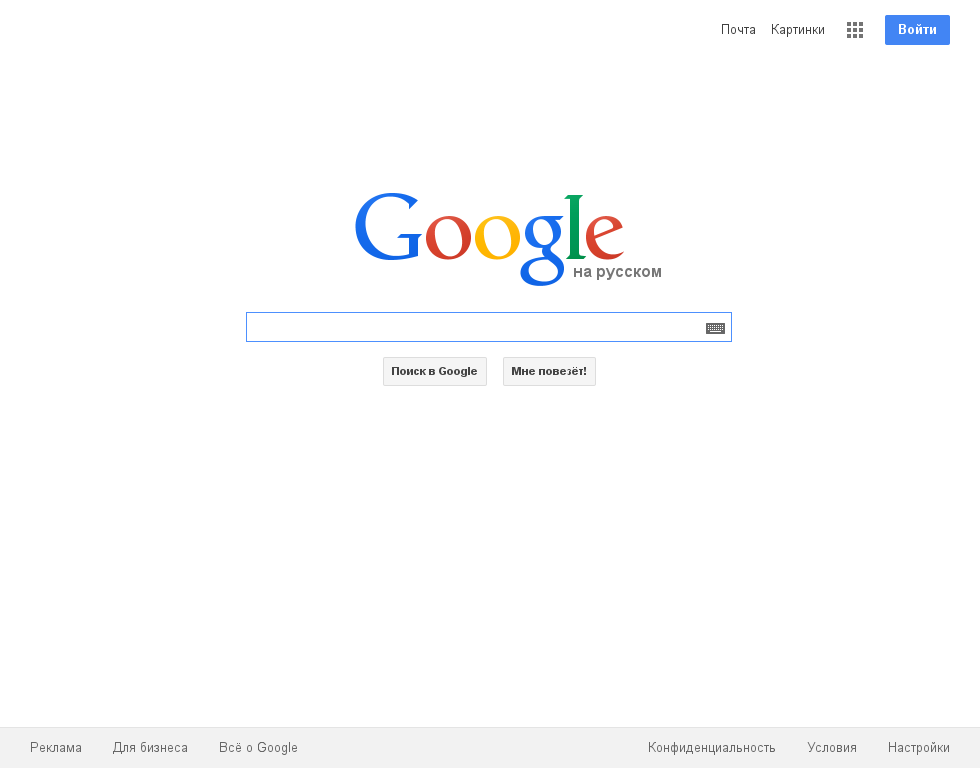 Почта Картинки Войти
Google
на русском
Поиск в Google Мне повезёт!
Реклама Для бизнеса Всё о Google Конфиденциальность Условия Настройки